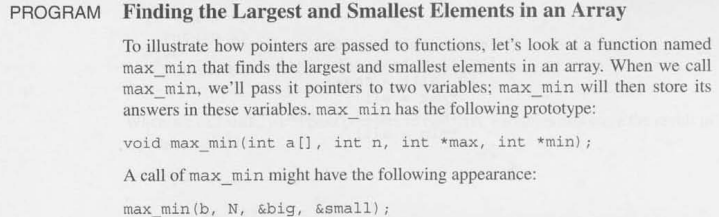 PROGRAM Finding the Largest and Smallest Elements in an Array
To illustrate how pointers are passed to functions, let's look at a function named
max_min that finds the largest and smallest elements in an array. When we call
max_min, we'll pass it pointers to two variables; max_min will then store its
answers in these variables. max_min has the following prototype:
void max_min(int a[], int n, int *max, int *min);
A call of max_min might have the following appearance:
max_min(b, N, &big, &small);